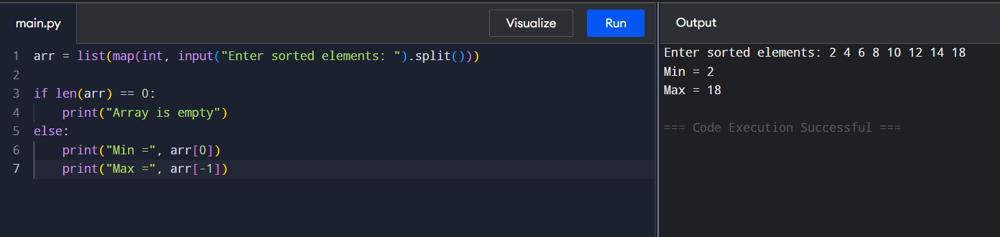 main.py
Visualize
Run
1 arr = list(map(int, input("Enter sorted elements: ").split()))
2
3 if len(arr) == 0:
4     print("Array is empty")
5 else:
6     print("Min =", arr[0])
7     print("Max =", arr[-1])
Output
Enter sorted elements: 2 4 6 8 10 12 14 18
Min = 2
Max = 18
=== Code Execution Successful ===